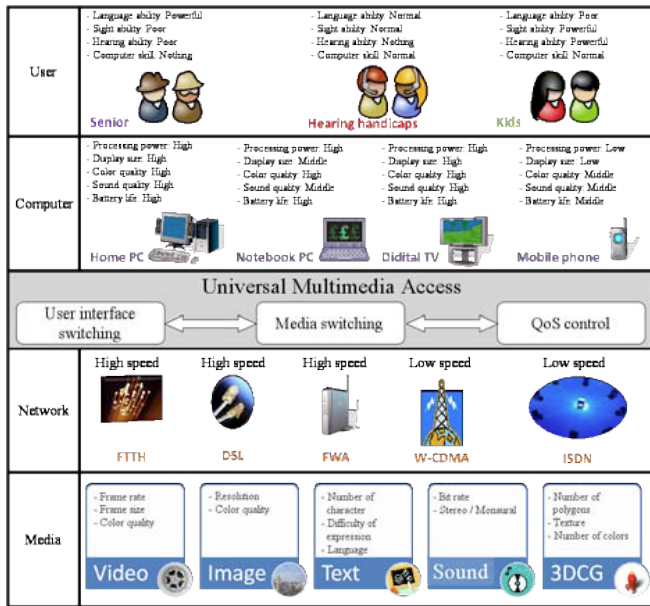 User
- Language ability: Powerful
- Sight ability: Poor
- Hearing ability: Poor
- Computer skill: Nothing
Senior
- Language ability: Normal
- Sight ability: Normal
- Hearing ability: Nothing
- Computer skill: Normal
Hearing handicaps
- Language ability: Poor
- Sight ability: Powerful
- Hearing ability: Powerful
- Computer skill: Normal
Kids
Computer
- Processing power: High
- Display size: High
- Color quality: High
- Sound quality: High
- Battery life: High
Home PC
- Processing power: High
- Display size: Middle
- Color quality: High
- Sound quality: Middle
- Battery life: High
Notebook PC
- Processing power: High
- Display size: High
- Color quality: High
- Sound quality: High
- Battery life: High
Didital TV
- Processing power: Low
- Display size: Low
- Color quality: Middle
- Sound quality: Middle
- Battery life: Middle
Mobile phone
£££
Universal Multimedia Access
User interface
switching
Media switching
QoS control
Network
High speed
FTTH
High speed
DSL
High speed
FWA
Low speed
W-CDMA
Low speed
ISDN
Media
- Frame rate
- Frame size
- Color quality
Video
- Resolution
- Color quality
Image
- Number of
character
- Difficulty of
expression
- Language
Text
- Bit rate
- Stereo / Monaural
Sound
- Number of
polygons
- Texture
- Number of colors
3DCG